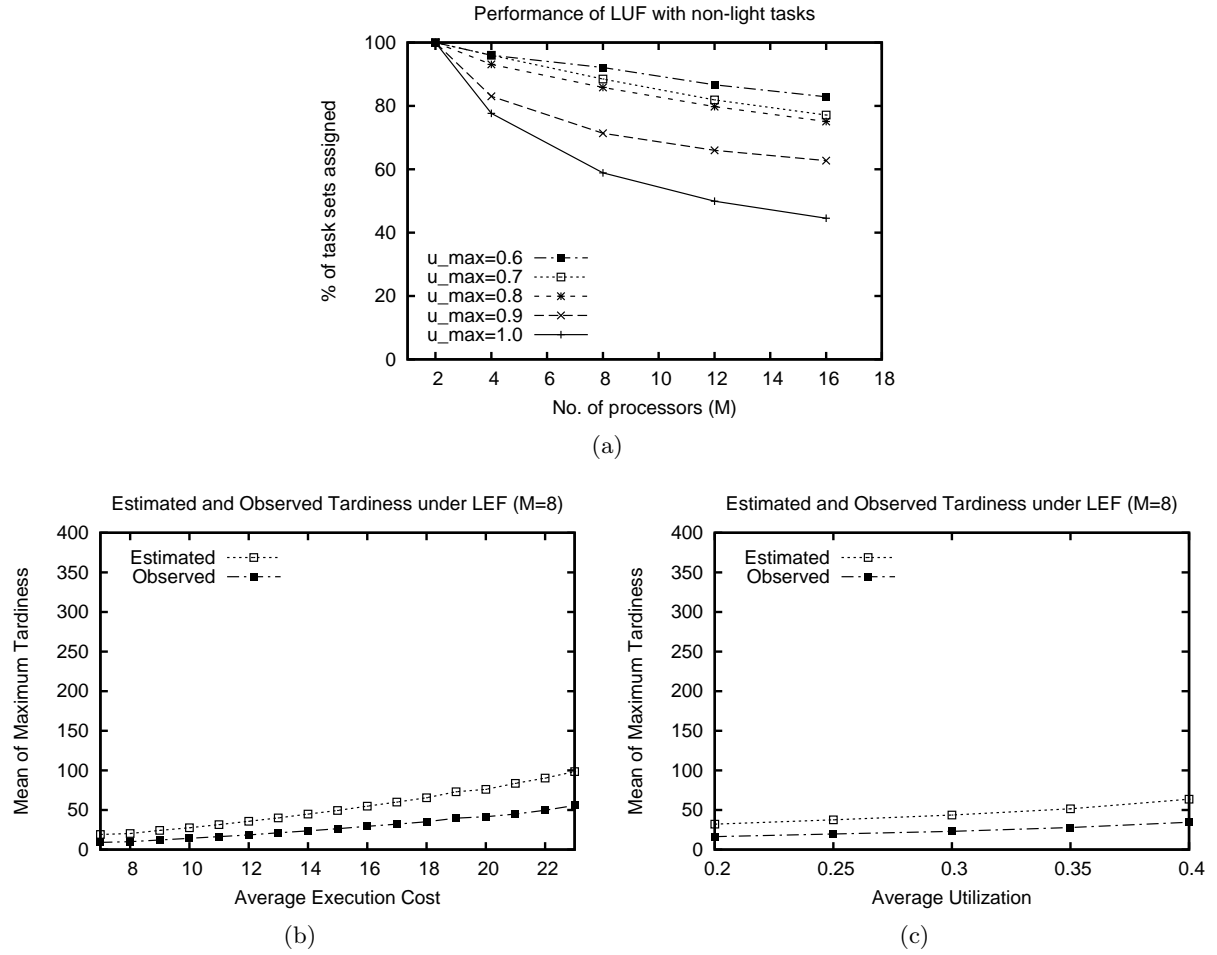 Performance of LUF with non-light tasks
100
80
60
40
20
0
% of task sets assigned
u_max=0.6
u_max=0.7
u_max=0.8
u_max=0.9
u_max=1.0
2 4 6 8 10 12 14 16 18
No. of processors (M)
(a)
Estimated and Observed Tardiness under LEF (M=8)
400
350
300
250
200
150
100
50
0
Mean of Maximum Tardiness
Estimated
Observed
8 10 12 14 16 18 20 22
Average Execution Cost
(b)
Estimated and Observed Tardiness under LEF (M=8)
400
350
300
250
200
150
100
50
0
Mean of Maximum Tardiness
Estimated
Observed
0.2 0.25 0.3 0.35 0.4
Average Utilization
(c)